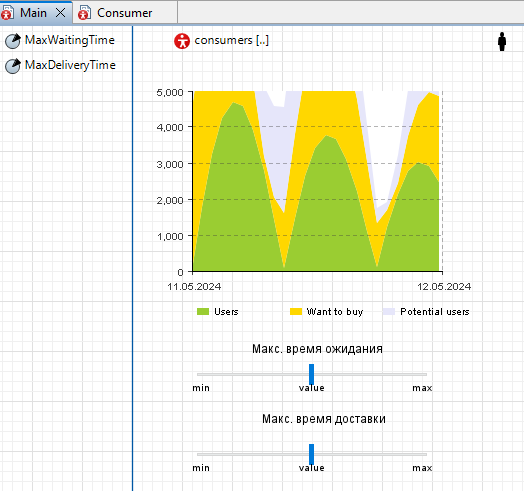 Main
Consumer
MaxWaitingTime
consumers [..]
MaxDeliveryTime
5,000
4,000
3,000
2,000
1,000
0
11.05.2024
12.05.2024
Users
Want to buy
Potential users
Макс. время ожидания
min
value
max
Макс. время доставки
min
value
max